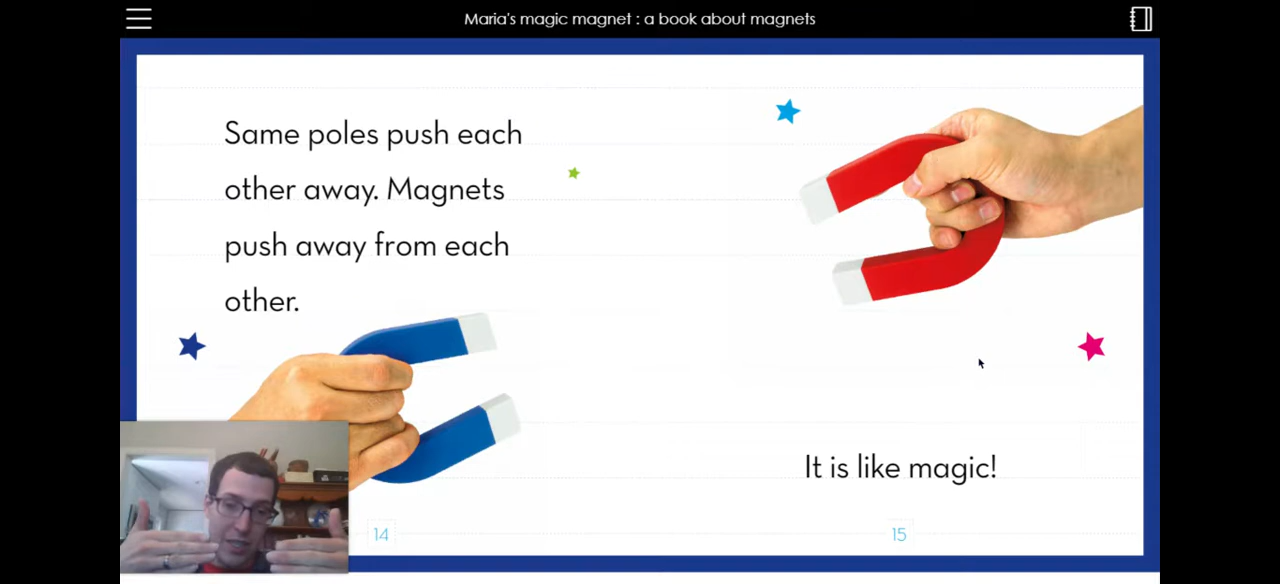 Maria's magic magnet : a book about magnets
Same poles push each
other away. Magnets
push away from each
other.
It is like magic!
14
15